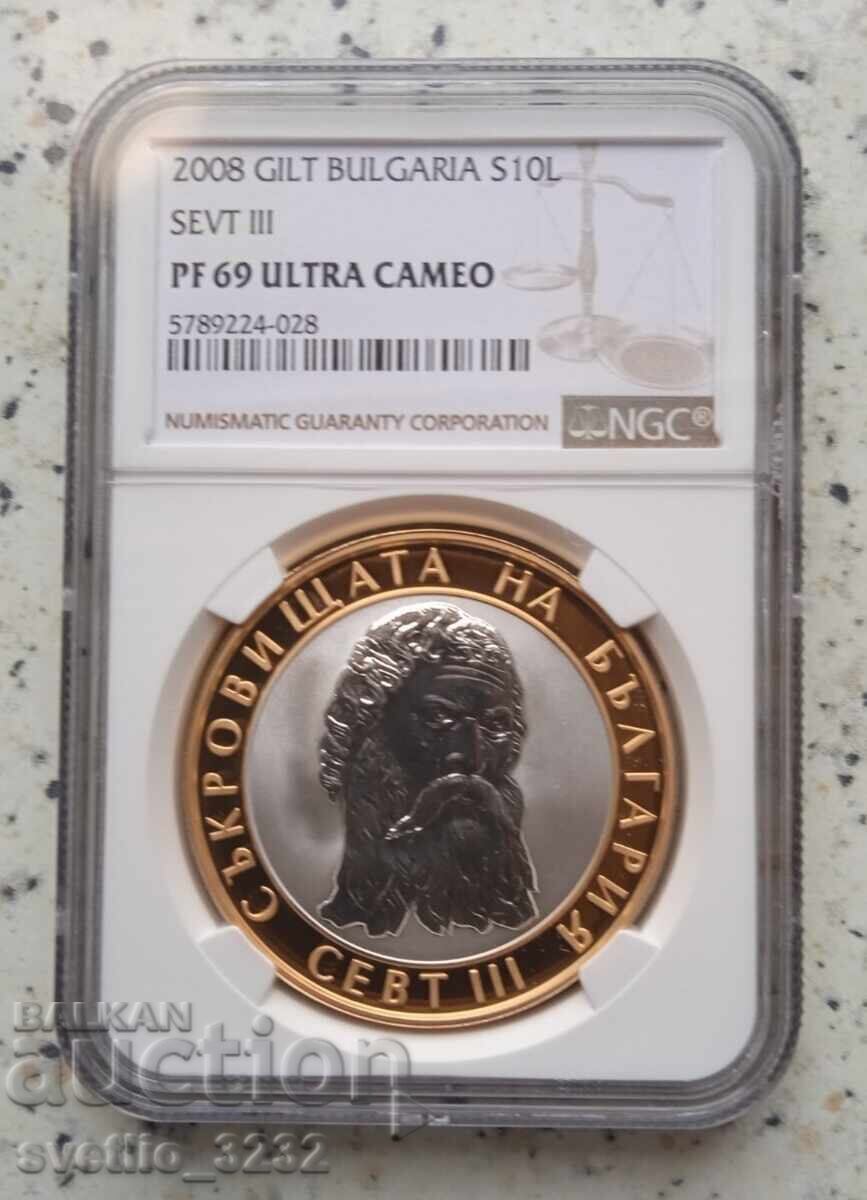 2008 GILT BULGARIA S10L
SEVT III
PF 69 ULTRA CAMEO
5789224-028
NUMISMATIC GUARANTY CORPORATION
NGC®
СЪКРОВИЩАТА НА БЪЛГАРИЯ
СЕВТ III
BALKAN
auction
svetlio_3232